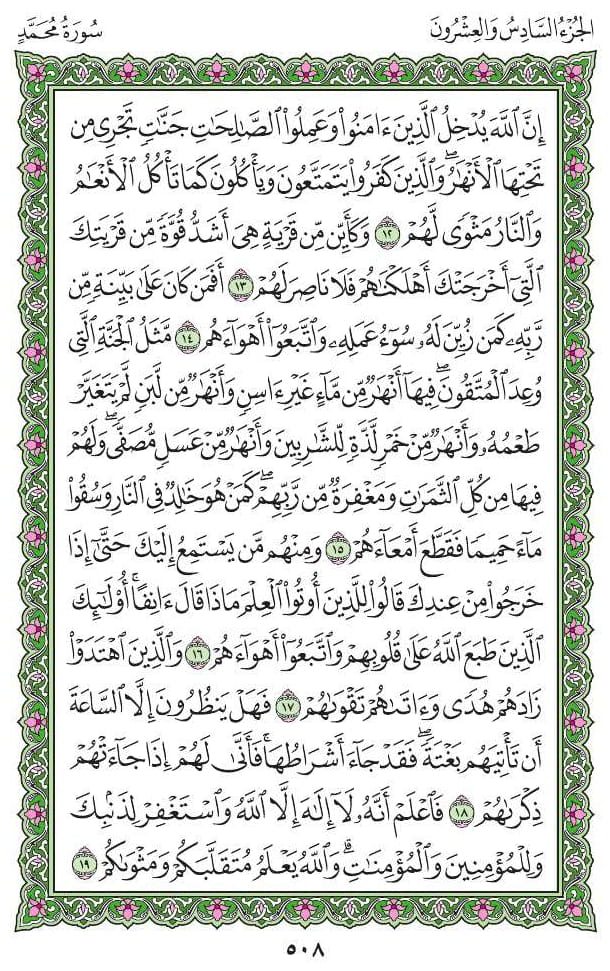 الجُزْءُ السَّادِسُ وَالعِشْرُونَ
سُورَةُ مُحَمَّدٍ
إِنَّ ٱللَّهَ يُدْخِلُ ٱلَّذِينَ ءَامَنُوا۟ وَعَمِلُوا۟ ٱلصَّـٰلِحَـٰتِ جَنَّـٰتٍ تَجْرِى مِن
تَحْتِهَا ٱلْأَنْهَـٰرُ ۖ وَٱلَّذِينَ كَفَرُوا۟ يَتَمَتَّعُونَ وَيَأْكُلُونَ كَمَا تَأْكُلُ ٱلْأَنْعَـٰمُ
وَٱلنَّارُ مَثْوًى لَّهُمْ ١٢ وَكَأَيِّن مِّن قَرْيَةٍ هِىَ أَشَدُّ قُوَّةً مِّن قَرْيَتِكَ
ٱلَّتِىٓ أَخْرَجَتْكَ أَهْلَكْنَـٰهُمْ فَلَا نَاصِرَ لَهُمْ ١٣ أَفَمَن كَانَ عَلَىٰ بَيِّنَةٍ مِّن
رَّبِّهِۦ كَمَن زُيِّنَ لَهُۥ سُوٓءُ عَمَلِهِۦ وَٱتَّبَعُوٓا۟ أَهْوَآءَهُم ١٤ مَّثَلُ ٱلْجَنَّةِ ٱلَّتِى
وُعِدَ ٱلْمُتَّقُونَ ۖ فِيهَآ أَنْهَـٰرٌ مِّن مَّآءٍ غَيْرِ ءَاسِنٍ وَأَنْهَـٰرٌ مِّن لَّبَنٍ لَّمْ يَتَغَيَّرْ
طَعْمُهُۥ وَأَنْهَـٰرٌ مِّنْ خَمْرٍ لَّذَّةٍ لِّلشَّـٰرِبِينَ وَأَنْهَـٰرٌ مِّنْ عَسَلٍ مُّصَفًّى ۖ وَلَهُمْ
فِيهَا مِن كُلِّ ٱلثَّمَرَٰتِ وَمَغْفِرَةٌ مِّن رَّبِّهِمْ ۖ كَمَنْ هُوَ خَـٰلِدٌ فِى ٱلنَّارِ وَسُقُوا۟
مَآءً حَمِيمًا فَقَطَّعَ أَمْعَآءَهُمْ ١٥ وَمِنْهُم مَّن يَسْتَمِعُ إِلَيْكَ حَتَّىٰٓ إِذَا
خَرَجُوا۟ مِنْ عِندِكَ قَالُوا۟ لِلَّذِينَ أُوتُوا۟ ٱلْعِلْمَ مَاذَا قَالَ ءَانِفًا ۚ أُو۟لَـٰٓئِكَ
ٱلَّذِينَ طَبَعَ ٱللَّهُ عَلَىٰ قُلُوبِهِمْ وَٱتَّبَعُوٓا۟ أَهْوَآءَهُمْ ١٦ وَٱلَّذِينَ ٱهْتَدَوْا۟
زَادَهُمْ هُدًى وَءَاتَىٰهُمْ تَقْوَىٰهُمْ ١٧ فَهَلْ يَنظُرُونَ إِلَّا ٱلسَّاعَةَ
أَن تَأْتِيَهُم بَغْتَةً ۖ فَقَدْ جَآءَ أَشْرَاطُهَا ۚ فَأَنَّىٰ لَهُمْ إِذَا جَآءَتْهُمْ
ذِكْرَىٰهُمْ ١٨ فَٱعْلَمْ أَنَّهُۥ لَآ إِلَـٰهَ إِلَّا ٱللَّهُ وَٱسْتَغْفِرْ لِذَنۢبِكَ
وَلِلْمُؤْمِنِينَ وَٱلْمُؤْمِنَـٰتِ ۗ وَٱللَّهُ يَعْلَمُ مُتَقَلَّبَكُمْ وَمَثْوَىٰكُمْ ١٩
٥٠٨